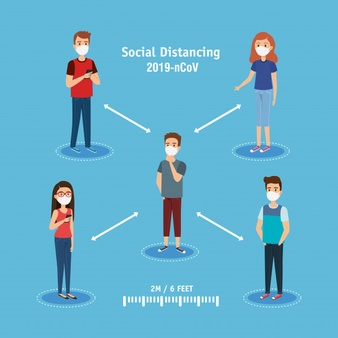 Social Distancing
2019-nCoV
2M / 6 FEET